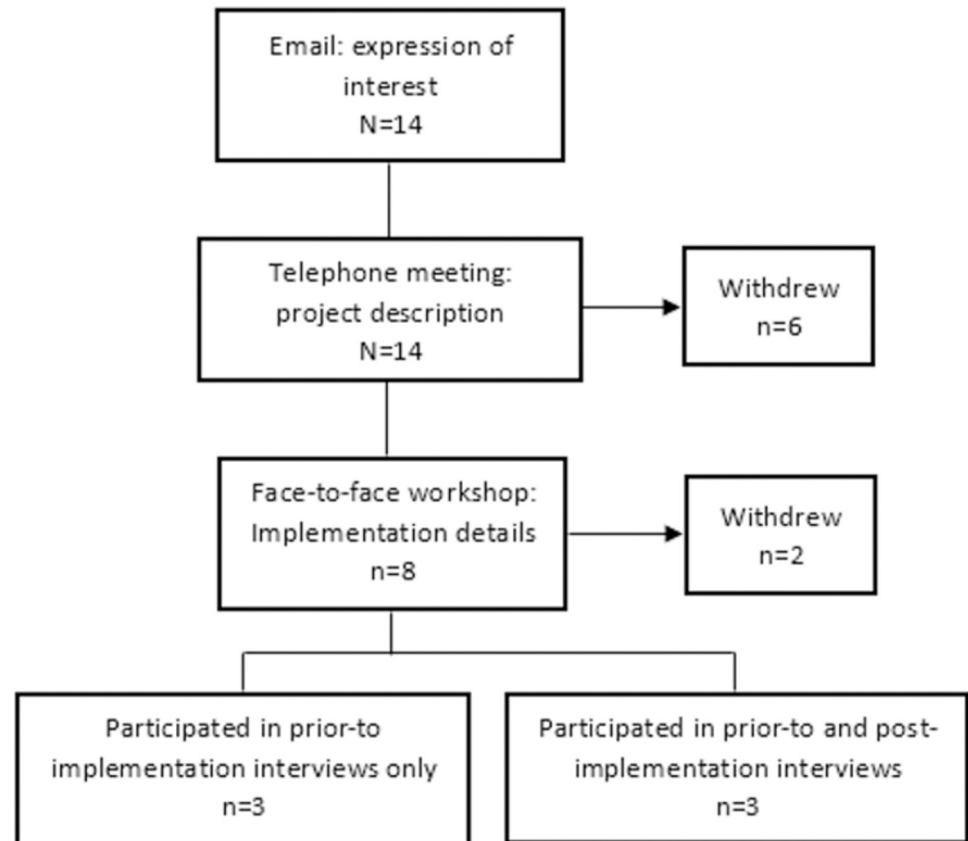 Email: expression of
interest
N=14
Telephone meeting:
project description
N=14
Withdrew
n=6
Face-to-face workshop:
Implementation details
n=8
Withdrew
n=2
Participated in prior-to
implementation interviews only
n=3
Participated in prior-to and post-
implementation interviews
n=3